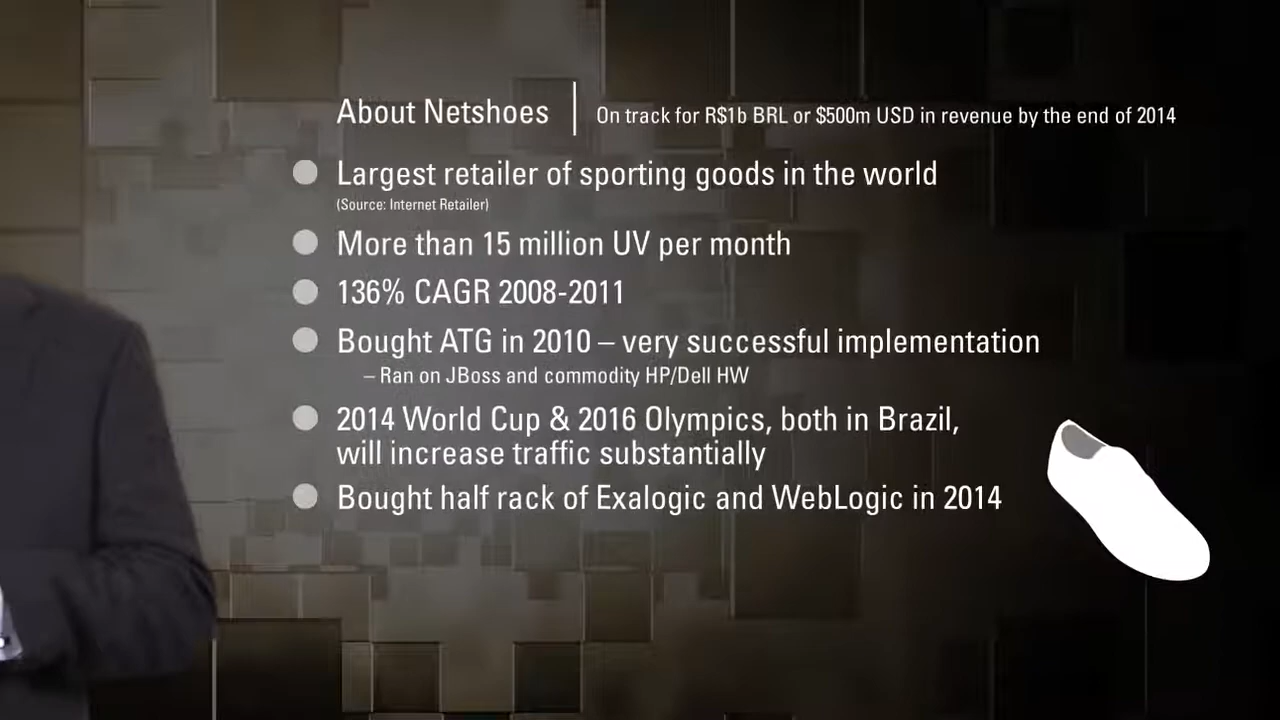 About Netshoes
On track for R$1b BRL or $500m USD in revenue by the end of 2014
Largest retailer of sporting goods in the world
(Source: Internet Retailer)
More than 15 million UV per month
136% CAGR 2008-2011
Bought ATG in 2010 – very successful implementation
– Ran on JBoss and commodity HP/Dell HW
2014 World Cup & 2016 Olympics, both in Brazil,
will increase traffic substantially
Bought half rack of Exalogic and WebLogic in 2014